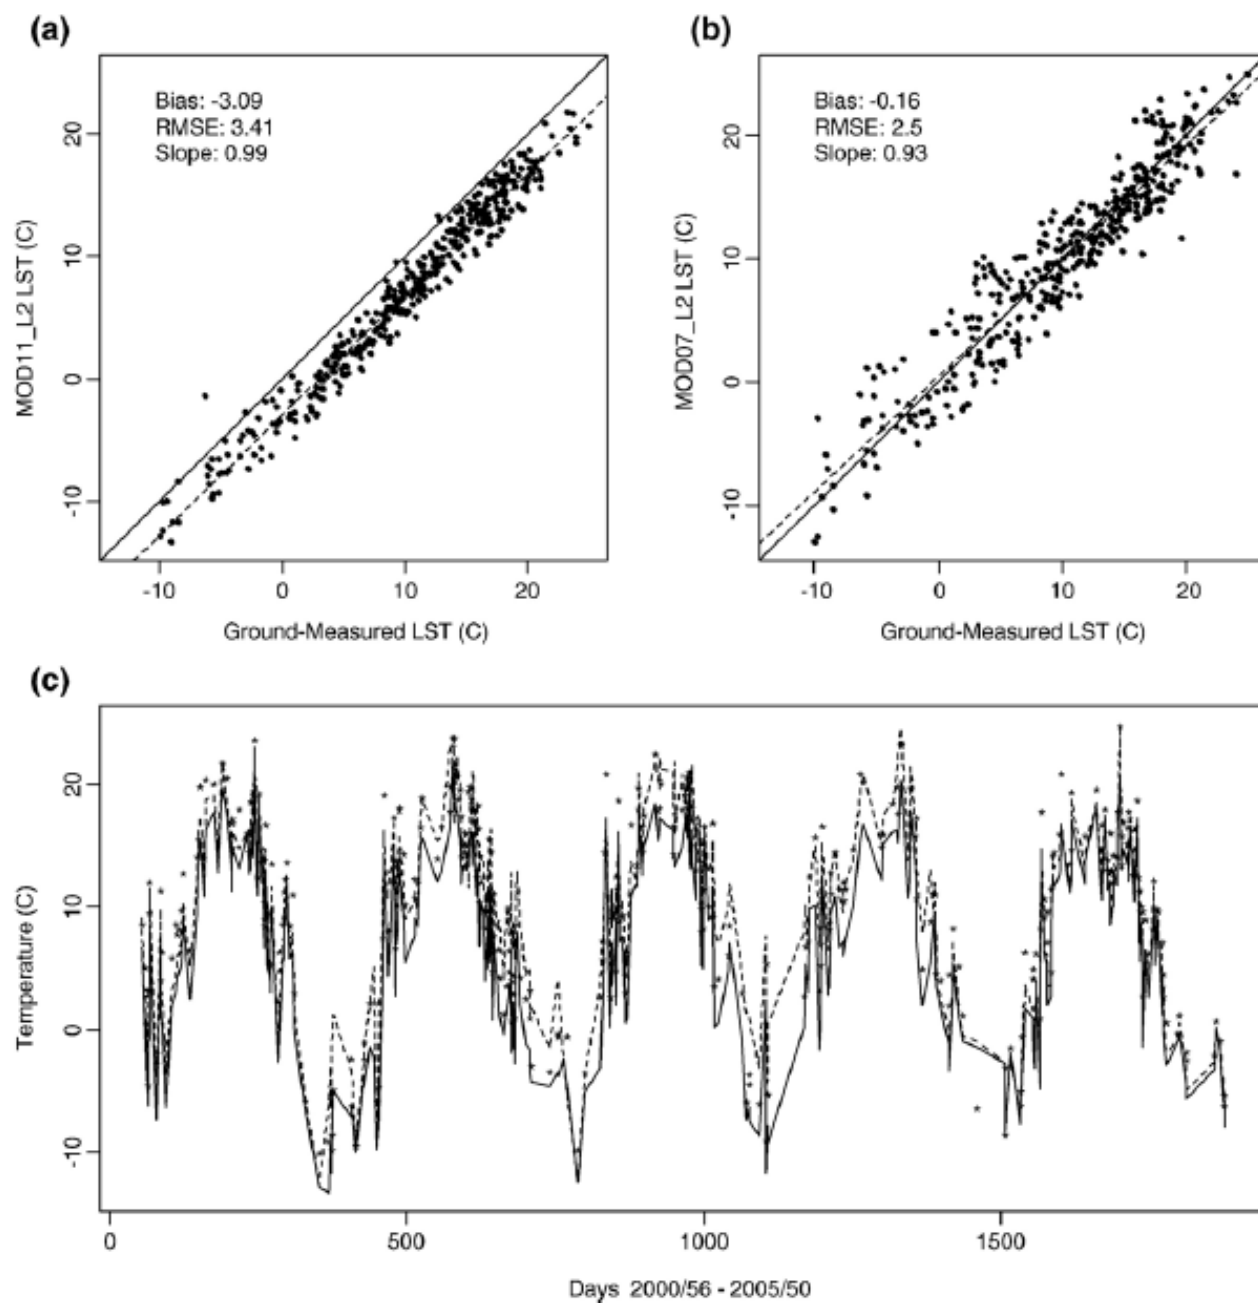 (a)
Bias: -3.09
RMSE: 3.41
Slope: 0.99
MOD11_L2 LST (C)
20
10
0
-10
-10 0 10 20
Ground-Measured LST (C)
(b)
Bias: -0.16
RMSE: 2.5
Slope: 0.93
MOD07_L2 LST (C)
20
10
0
-10
-10 0 10 20
Ground-Measured LST (C)
(c)
Temperature (C)
20
10
0
-10
0 500 1000 1500
Days 2000/56 - 2005/50